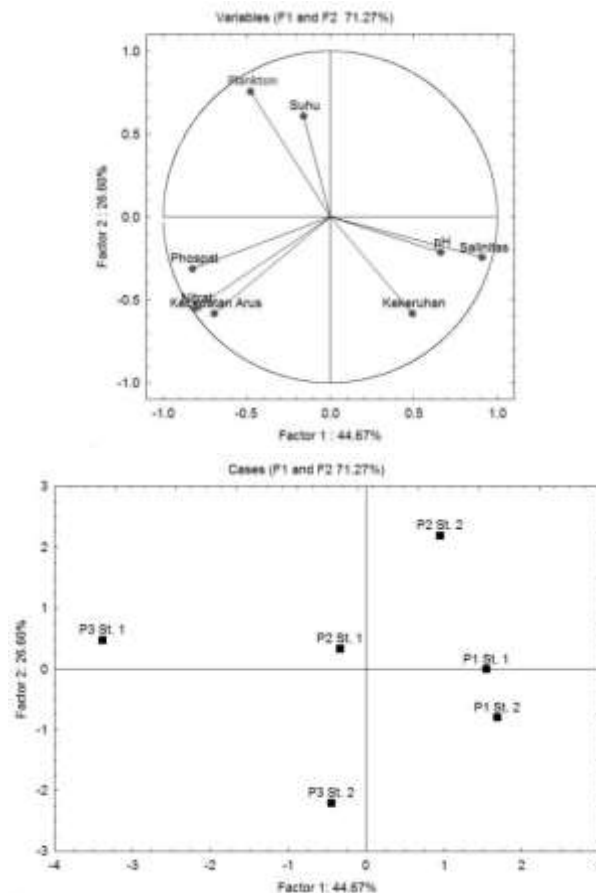 Variables (F1 and F2 71.27%)
1.0
Plankton
Suhu
0.5
Factor 2 : 26.60%
0.0
pH
Salinitas
Phospat
Nitrat
-0.5
Kecepatan Arus
Kekeruhan
-1.0
-1.0 -0.5 0.0 0.5 1.0
Factor 1 : 44.67%
Cases (F1 and F2 71.27%)
3
P2 St. 2
2
1
P3 St. 1
P2 St. 1
P1 St. 1
Factor 2: 26.60%
0
P1 St. 2
-1
P3 St. 2
-2
-3
-4 -3 -2 -1 0 1 2
Factor 1: 44.67%